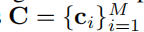 s C = {c_i}_{i=1}^{M}